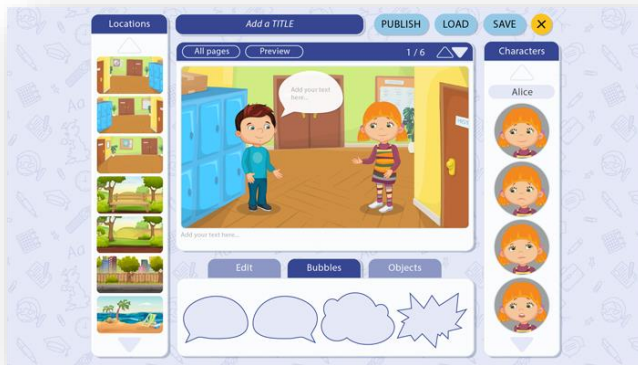 Locations
Add a TITLE
PUBLISH
LOAD
SAVE
All pages
Preview
1 / 6
Characters
Alice
Add your text
here...
Add your text here...
Edit
Bubbles
Objects